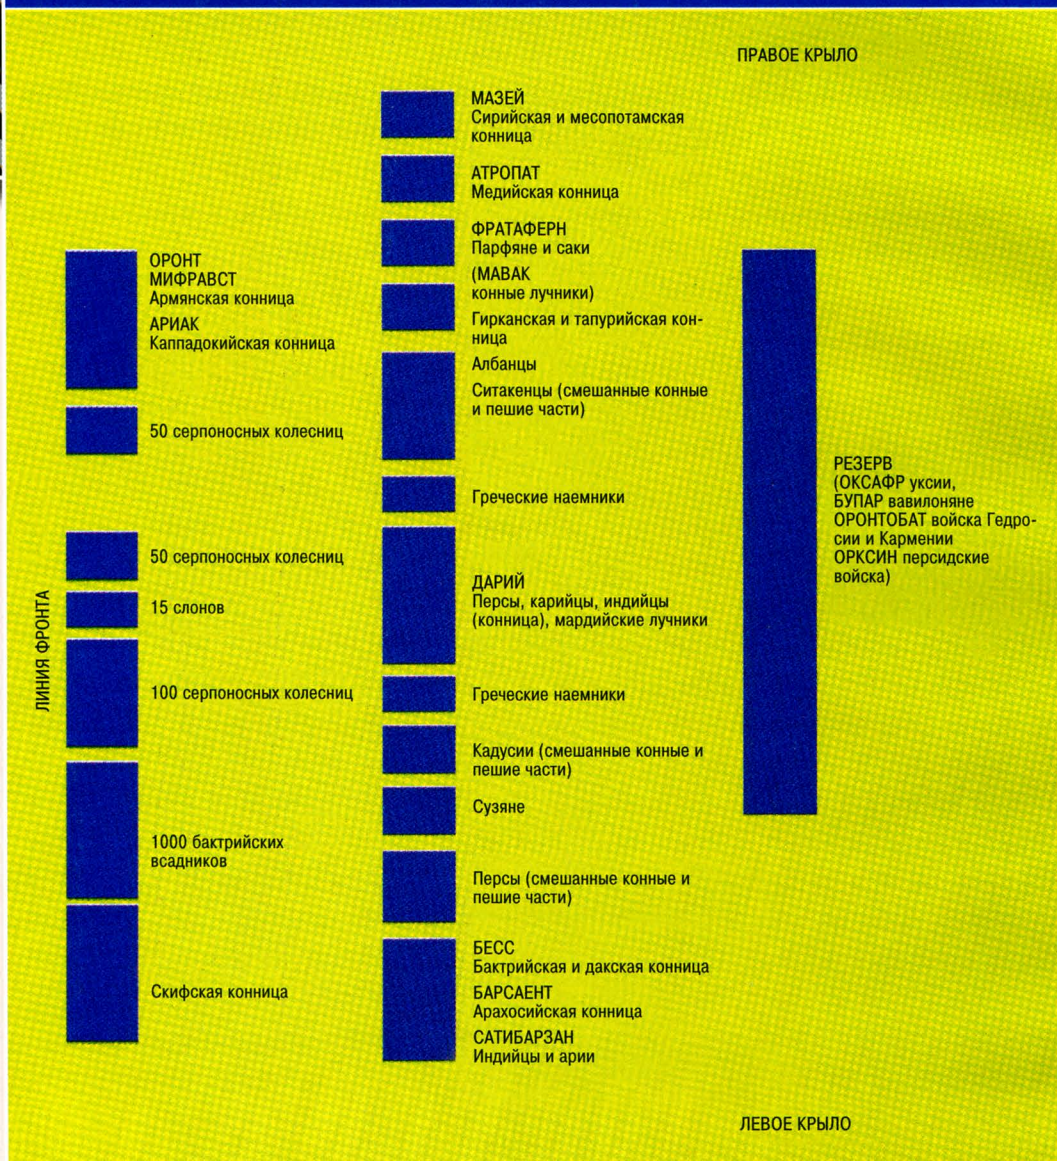 ПРАВОЕ КРЫЛО
МАЗЕЙ
Сирийская и месопотамская
конница
АТРОПАТ
Медийская конница
ФРАТАФЕРН
Парфяне и саки
(МАВАК
конные лучники)
Гирканская и тапурийская кон-
ница
Албанцы
Ситакенцы (смешанные конные
и пешие части)
Греческие наемники
ДАРИЙ
Персы, карийцы, индийцы
(конница), мардийские лучники
Греческие наемники
Кадусии (смешанные конные и
пешие части)
Сузяне
Персы (смешанные конные и
пешие части)
БЕСС
Бактрийская и дакская конница
БАРСАЕНТ
Арахосийская конница
САТИБАРЗАН
Индийцы и арии
ОРОНТ
МИФРАВСТ
Армянская конница
АРИАК
Каппадокийская конница
50 серпоносных колесниц
50 серпоносных колесниц
15 слонов
100 серпоносных колесниц
1000 бактрийских
всадников
Скифская конница
ЛИНИЯ ФРОНТА
РЕЗЕРВ
(ОКСАФР уксии,
БУПАР вавилоняне
ОРОНТОБАТ войска Гедро-
сии и Кармении
ОРКСИН персидские
войска)
ЛЕВОЕ КРЫЛО